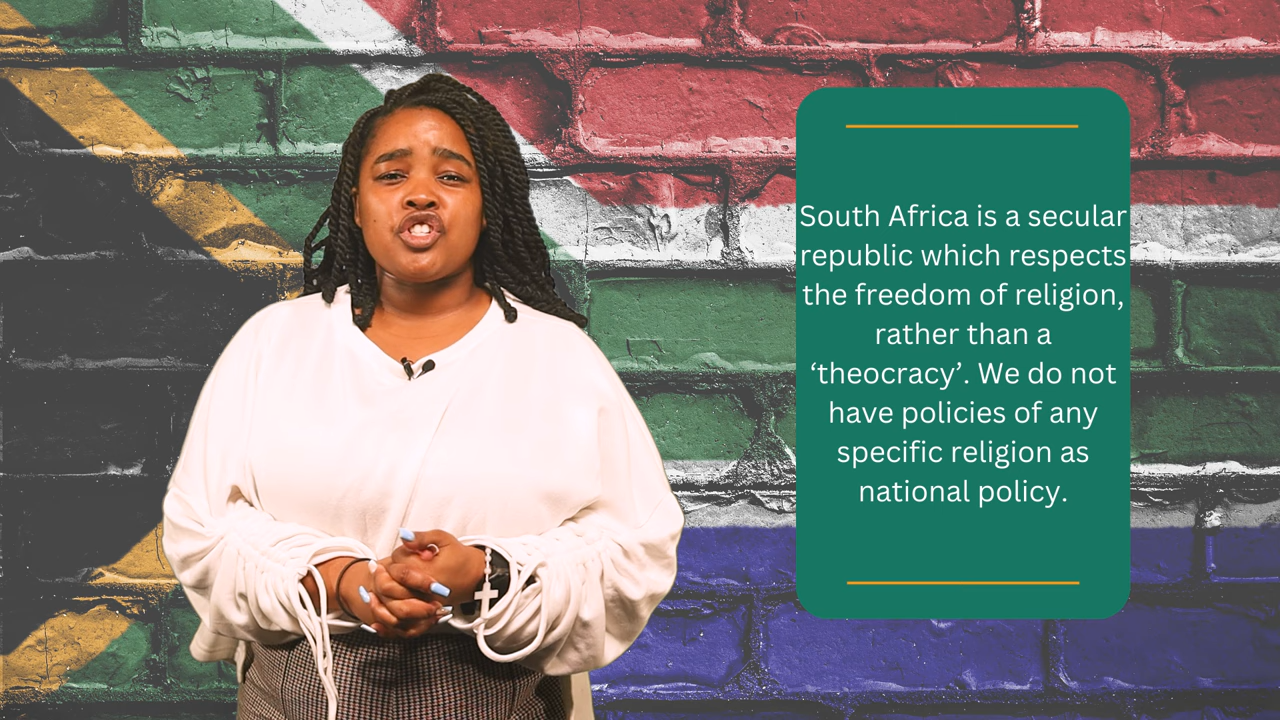 South Africa is a secular
republic which respects
the freedom of religion,
rather than a
‘theocracy’. We do not
have policies of any
specific religion as
national policy.